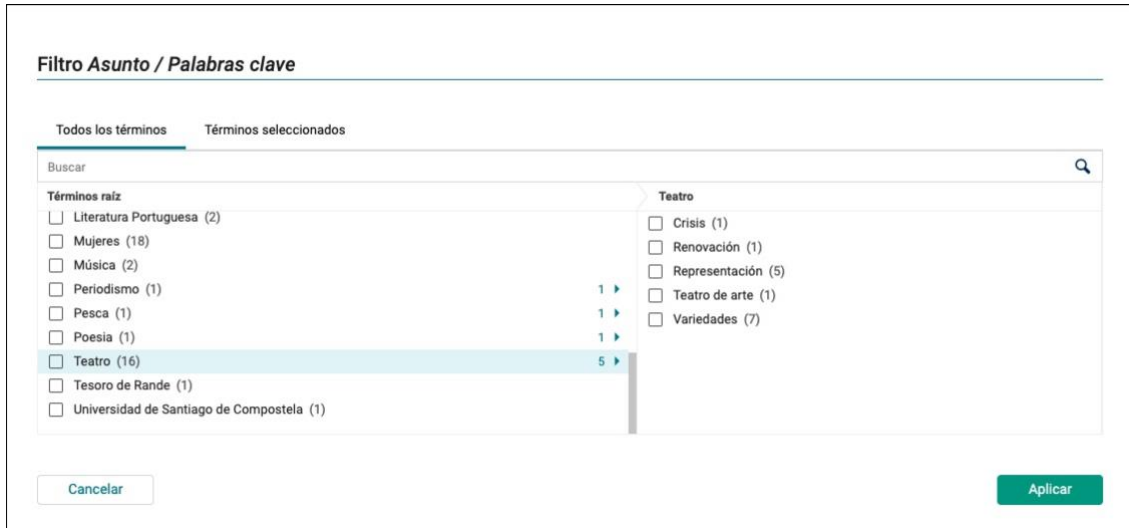 Filtro Asunto / Palabras clave
Todos los términos Términos seleccionados
Buscar
Términos raíz
Literatura Portuguesa (2)
Mujeres (18)
Música (2)
Periodismo (1) 1
Pesca (1) 1
Poesia (1) 1
Teatro (16) 5
Tesoro de Rande (1)
Universidad de Santiago de Compostela (1)
Teatro
Crisis (1)
Renovación (1)
Representación (5)
Teatro de arte (1)
Variedades (7)
Cancelar
Aplicar